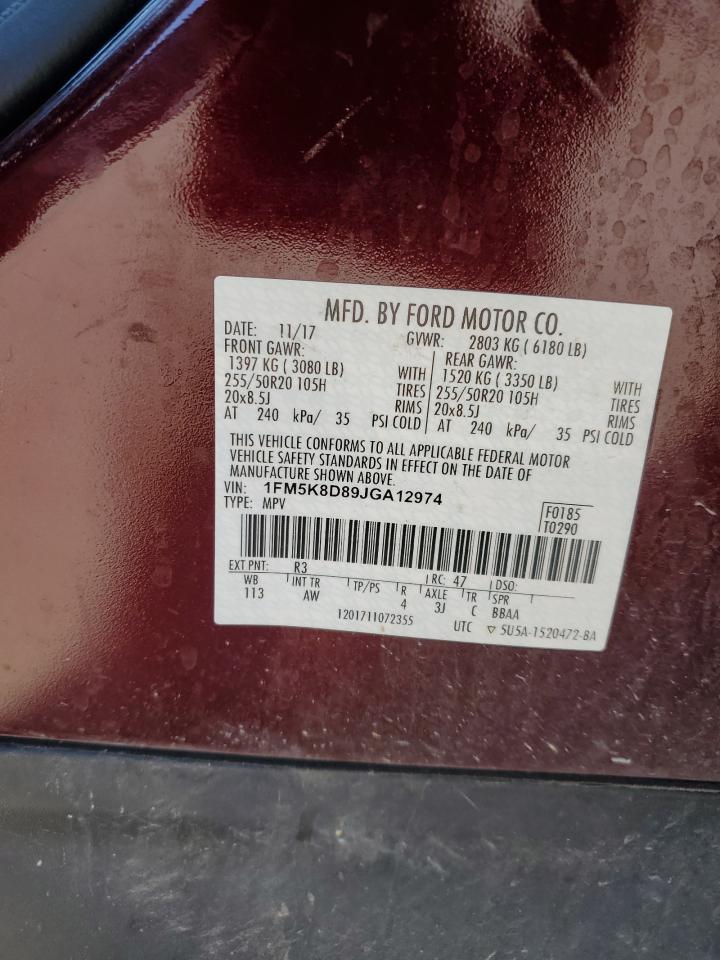 MFD. BY FORD MOTOR CO.
DATE: 11/17 GVWR: 2803 KG ( 6180 LB)
FRONT GAWR: REAR GAWR:
1397 KG ( 3080 LB) WITH 1520 KG ( 3350 LB) WITH
255/50R20 105H TIRES 255/50R20 105H TIRES
20x8.5J RIMS 20x8.5J RIMS
AT 240 kPa/ 35 PSI COLD AT 240 kPa/ 35 PSI COLD
THIS VEHICLE CONFORMS TO ALL APPLICABLE FEDERAL MOTOR
VEHICLE SAFETY STANDARDS IN EFFECT ON THE DATE OF
MANUFACTURE SHOWN ABOVE.
VIN: 1FM5K8D89JGA12974
TYPE: MPV F0185
T0290
EXT PNT: R3 RC: 47 DSO:
WB INT TR TP/PS R AXLE TR SPR
113 AW 4 3J C BBAA
1201711072355 UTC ▽ 5U5A-1520472-BA